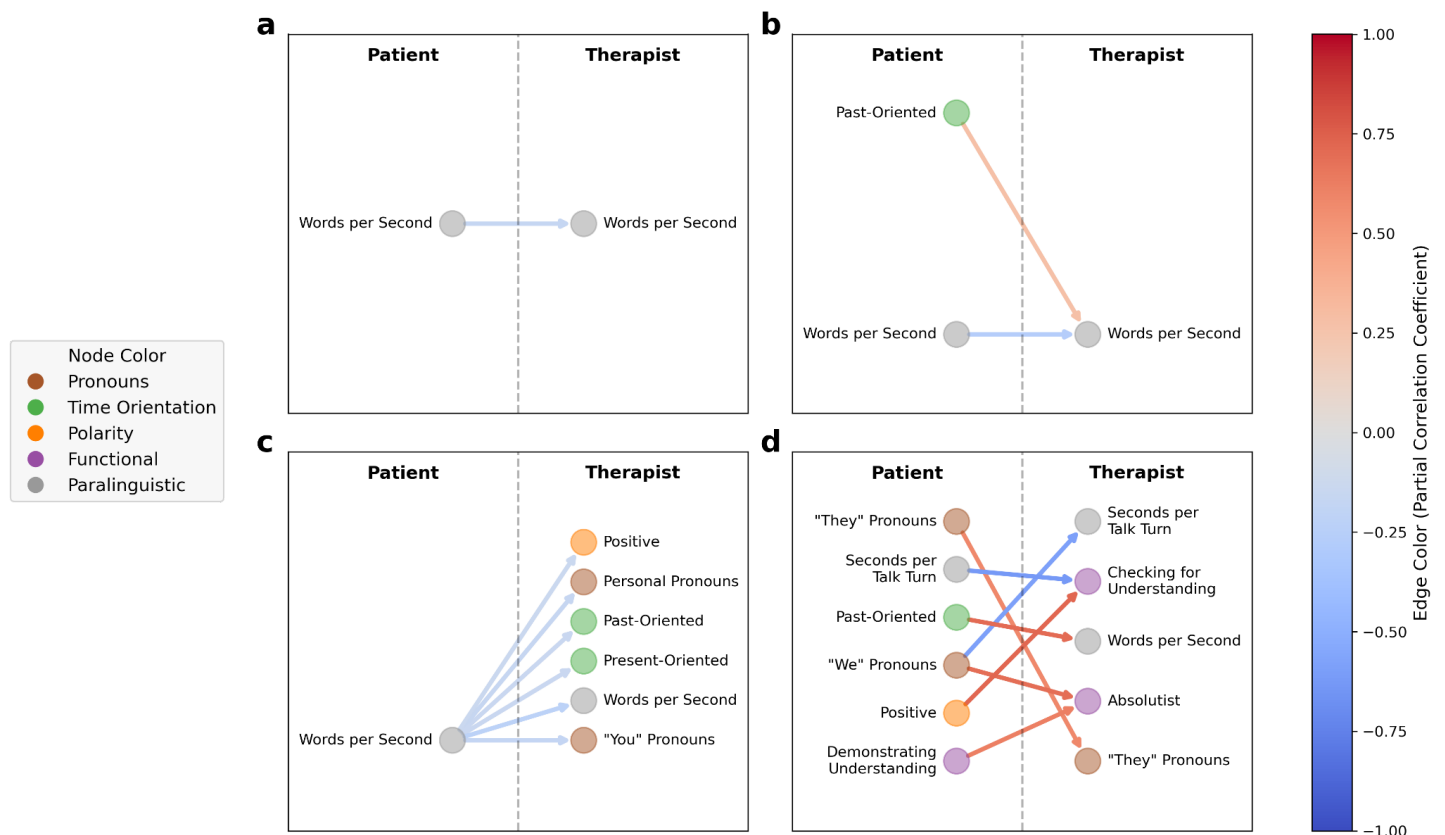 a
Patient
Therapist
Words per Second
Words per Second
b
Patient
Therapist
Past-Oriented
Words per Second
Words per Second
Node Color
Pronouns
Time Orientation
Polarity
Functional
Paralinguistic
c
Patient
Therapist
Positive
Personal Pronouns
Past-Oriented
Present-Oriented
Words per Second
Words per Second
"You" Pronouns
d
Patient
Therapist
"They" Pronouns
Seconds per
Talk Turn
Past-Oriented
"We" Pronouns
Positive
Demonstrating
Understanding
Seconds per
Talk Turn
Checking for
Understanding
Words per Second
Absolutist
"They" Pronouns
1.00
0.75
0.50
0.25
0.00
−0.25
−0.50
−0.75
−1.00
Edge Color (Partial Correlation Coefficient)